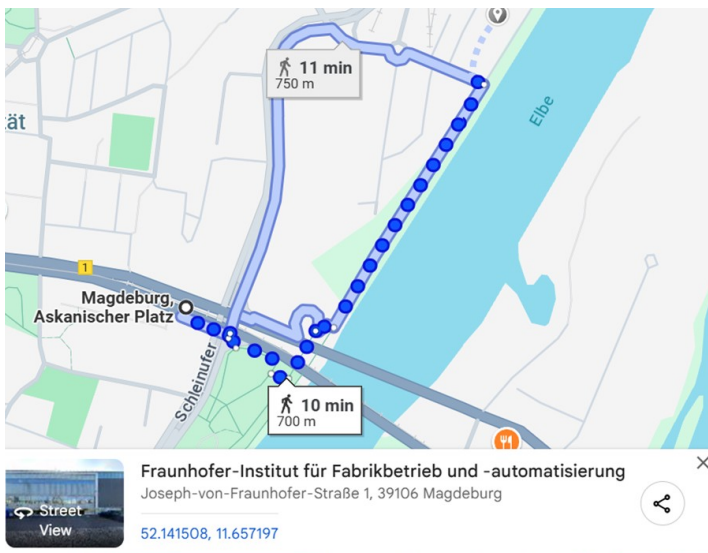 11 min
750 m
Elbe
ät
1
Magdeburg,
Askanischer Platz
Schleinufer
10 min
700 m
Fraunhofer-Institut für Fabrikbetrieb und -automatisierung
Joseph-von-Fraunhofer-Straße 1, 39106 Magdeburg
Street
View
52.141508, 11.657197